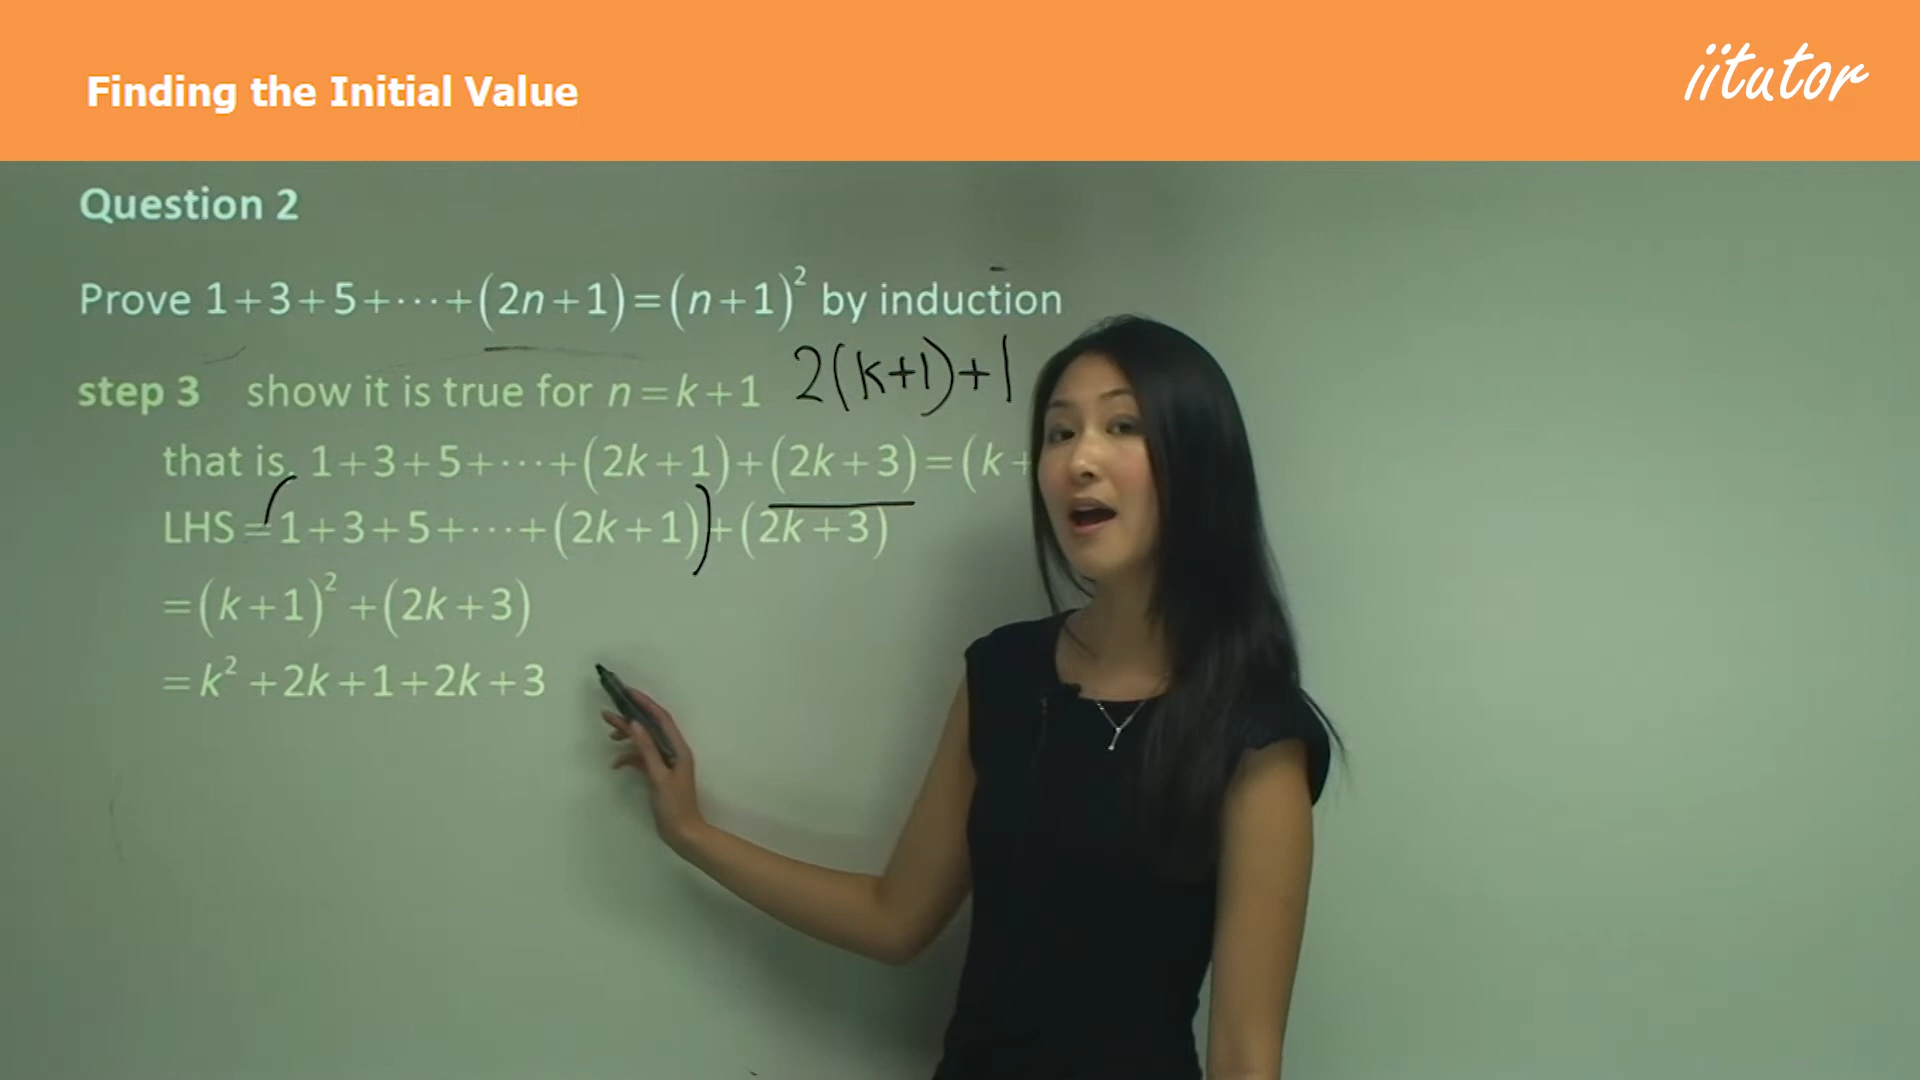 Finding the Initial Value
iitutor
Question 2
Prove 1+3+5+⋯+(2n+1)=(n+1)² by induction
step 3 show it is true for n=k+1 2(k+1)+1
that is, 1+3+5+⋯+(2k+1)+(2k+3)=(k+
LHS=1+3+5+⋯+(2k+1))+(2k+3)
=(k+1)²+(2k+3)
=k²+2k+1+2k+3